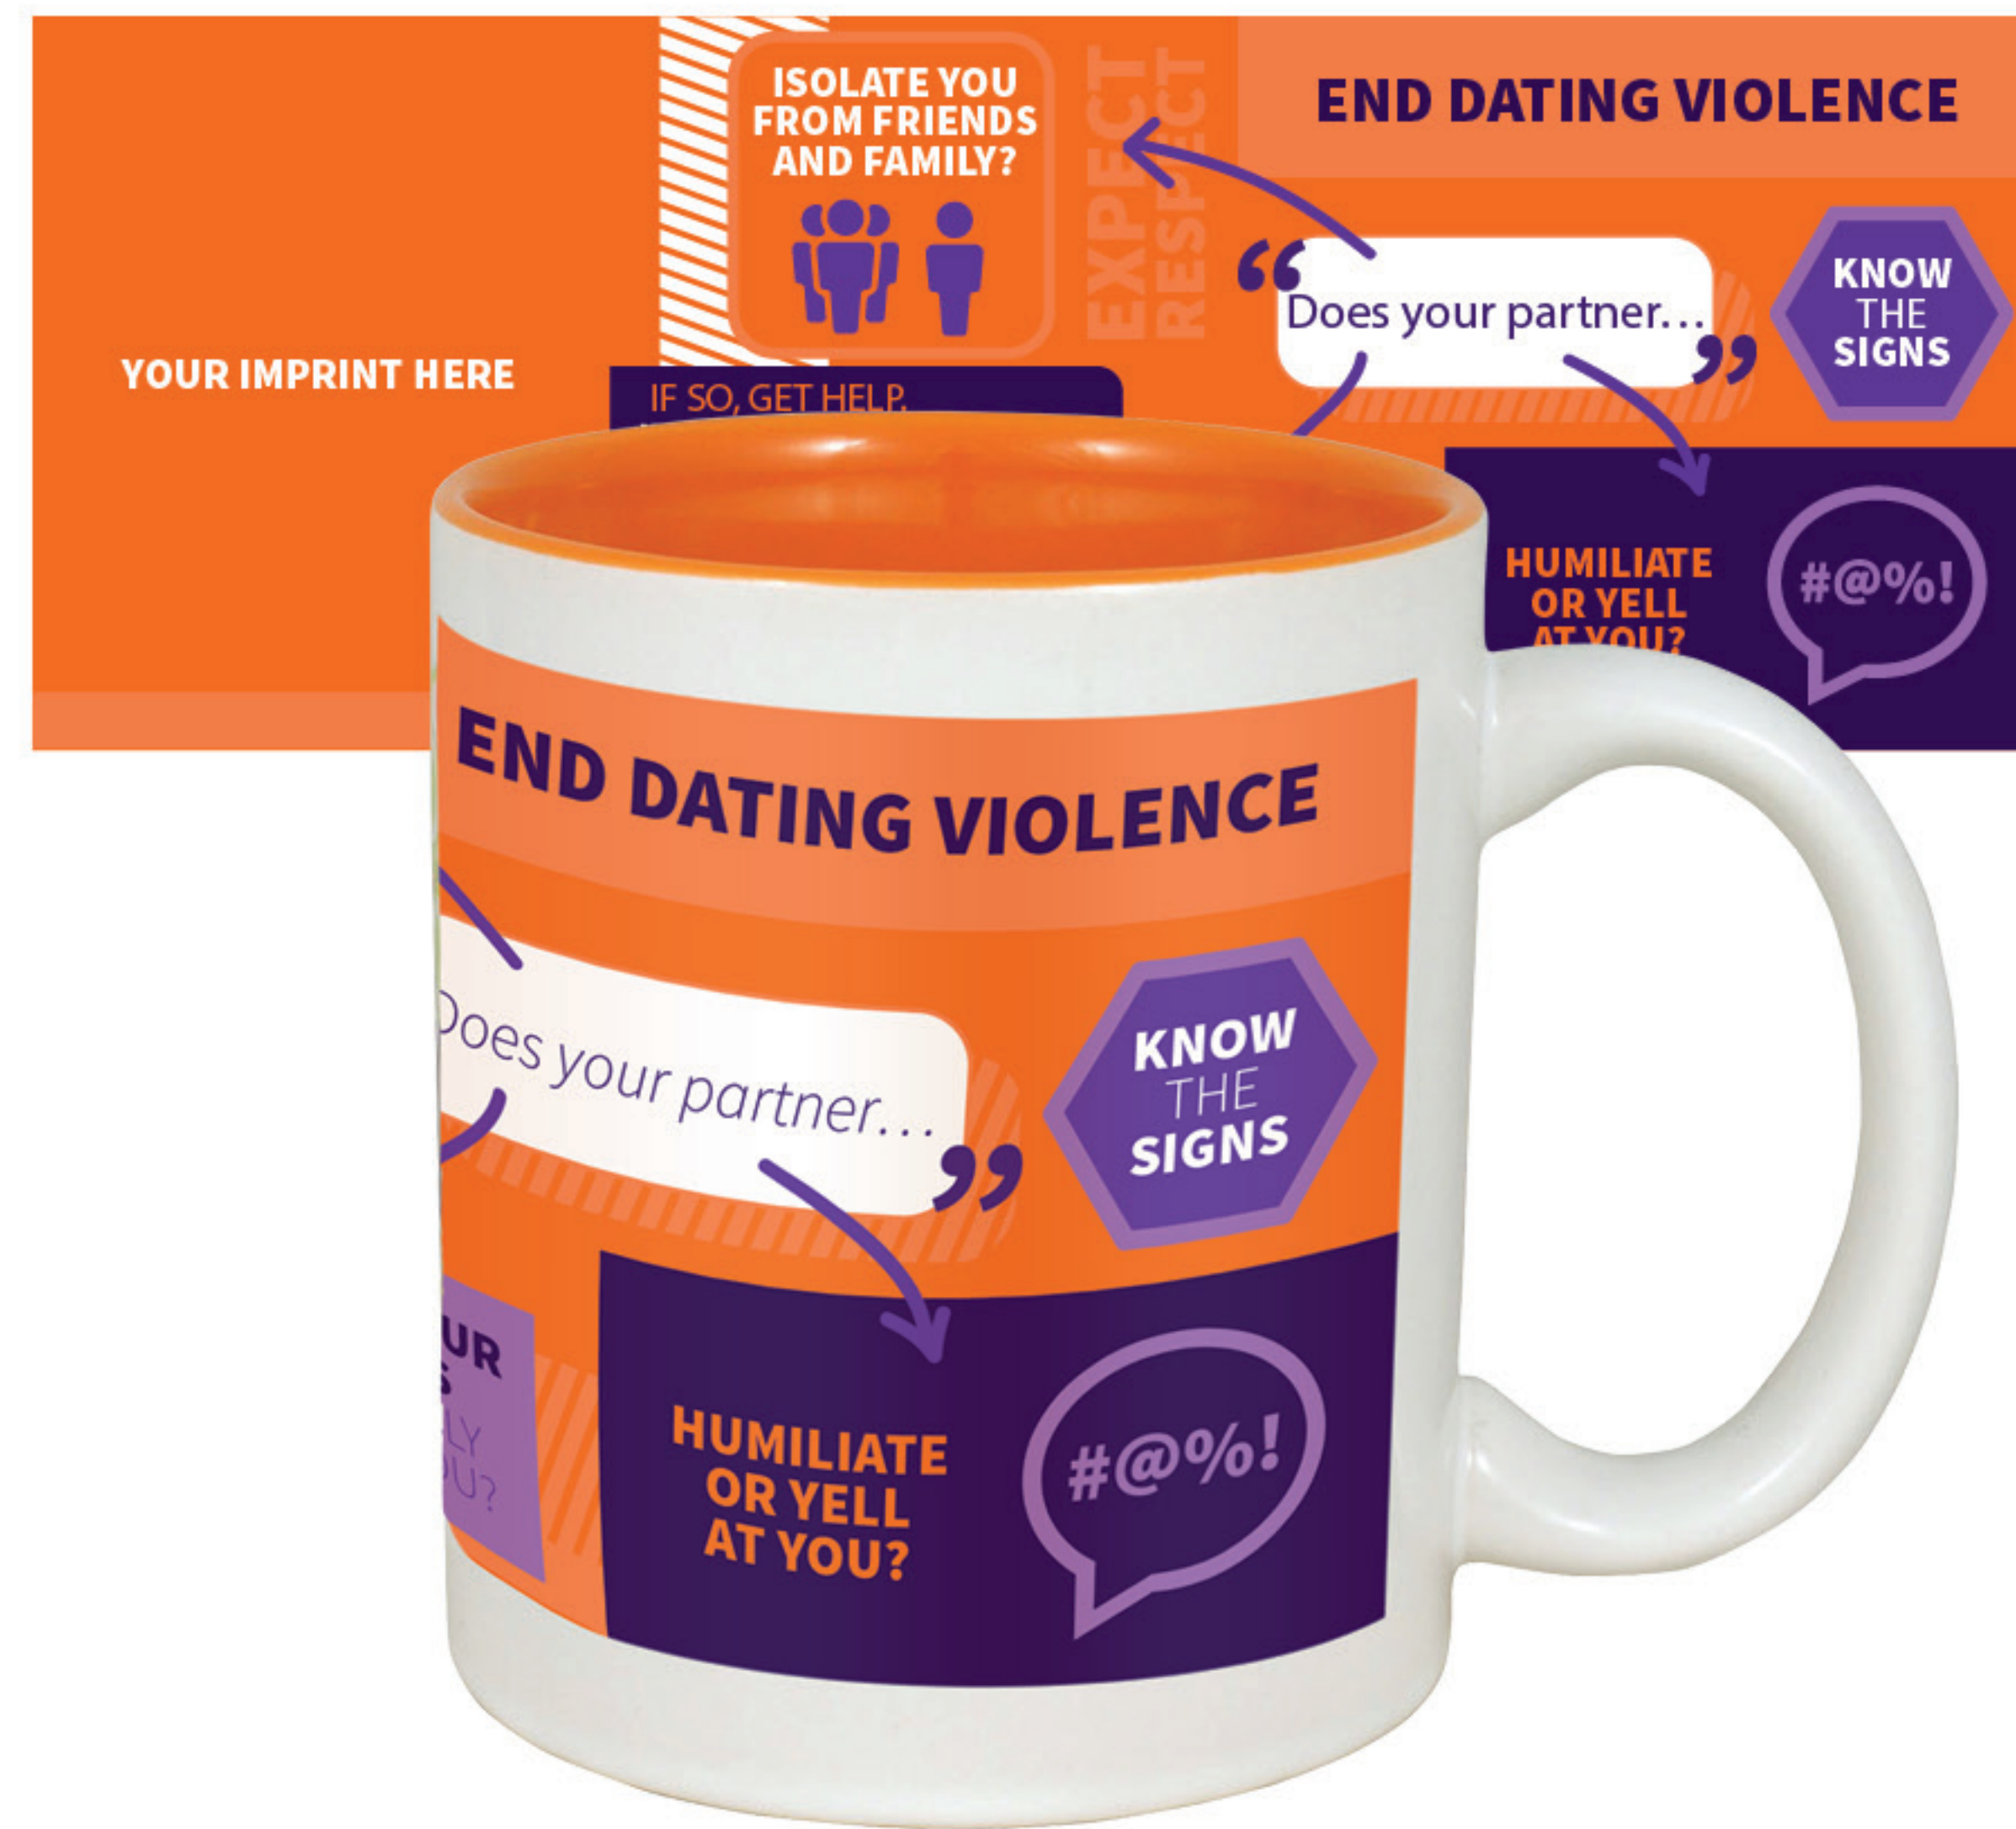 YOUR IMPRINT HERE
ISOLATE YOU
FROM FRIENDS
AND FAMILY?
EXPECT
RESPECT
IF SO, GET HELP.
END DATING VIOLENCE
“Does your partner...”
KNOW
THE
SIGNS
HUMILIATE
OR YELL
AT YOU?
#@%!
END DATING VIOLENCE
Does your partner...”
KNOW
THE
SIGNS
HUMILIATE
OR YELL
AT YOU?
#@%!